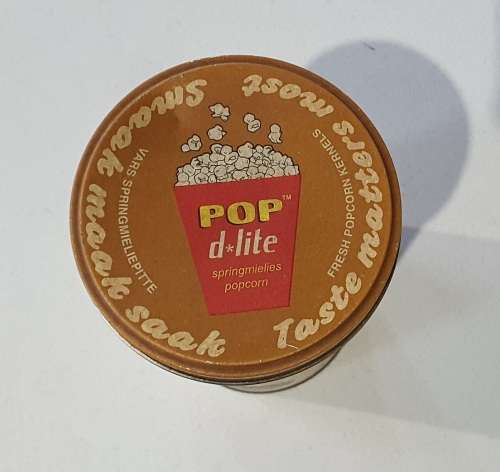 Smaak maak saak
VARS SPRINGMIELIEPITTE
POP™
d*lite
springmielies
popcorn
FRESH POPCORN KERNELS
Taste matters most